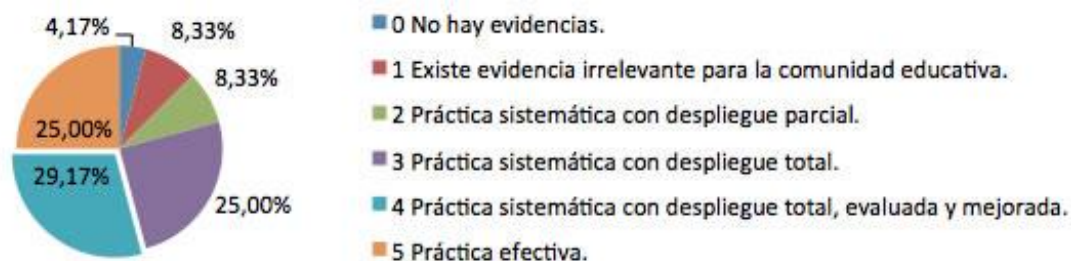 4,17%
8,33%
8,33%
25,00%
29,17%
25,00%
0 No hay evidencias.
1 Existe evidencia irrelevante para la comunidad educativa.
2 Práctica sistemática con despliegue parcial.
3 Práctica sistemática con despliegue total.
4 Práctica sistemática con despliegue total, evaluada y mejorada.
5 Práctica efectiva.